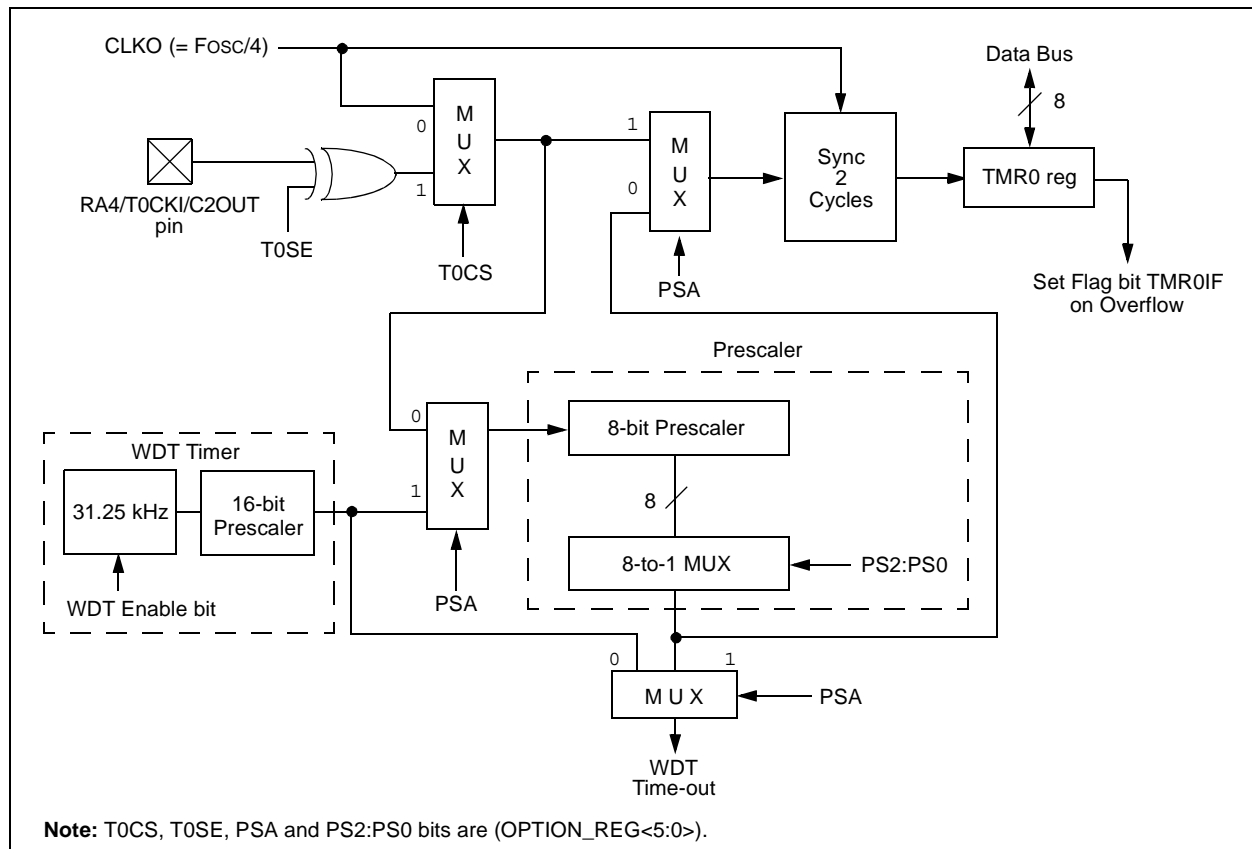 CLKO (= FOSC/4)
Data Bus
8
M
U
X
0
1
M
U
X
1
0
Sync
2
Cycles
TMR0 reg
RA4/T0CKI/C2OUT
pin
T0SE
T0CS
PSA
Set Flag bit TMR0IF
on Overflow
Prescaler
0
M
U
X
1
8-bit Prescaler
WDT Timer
31.25 kHz
16-bit
Prescaler
8
8-to-1 MUX
PS2:PS0
WDT Enable bit
PSA
0
1
M U X
PSA
WDT
Time-out
Note: T0CS, T0SE, PSA and PS2:PS0 bits are (OPTION_REG<5:0>).